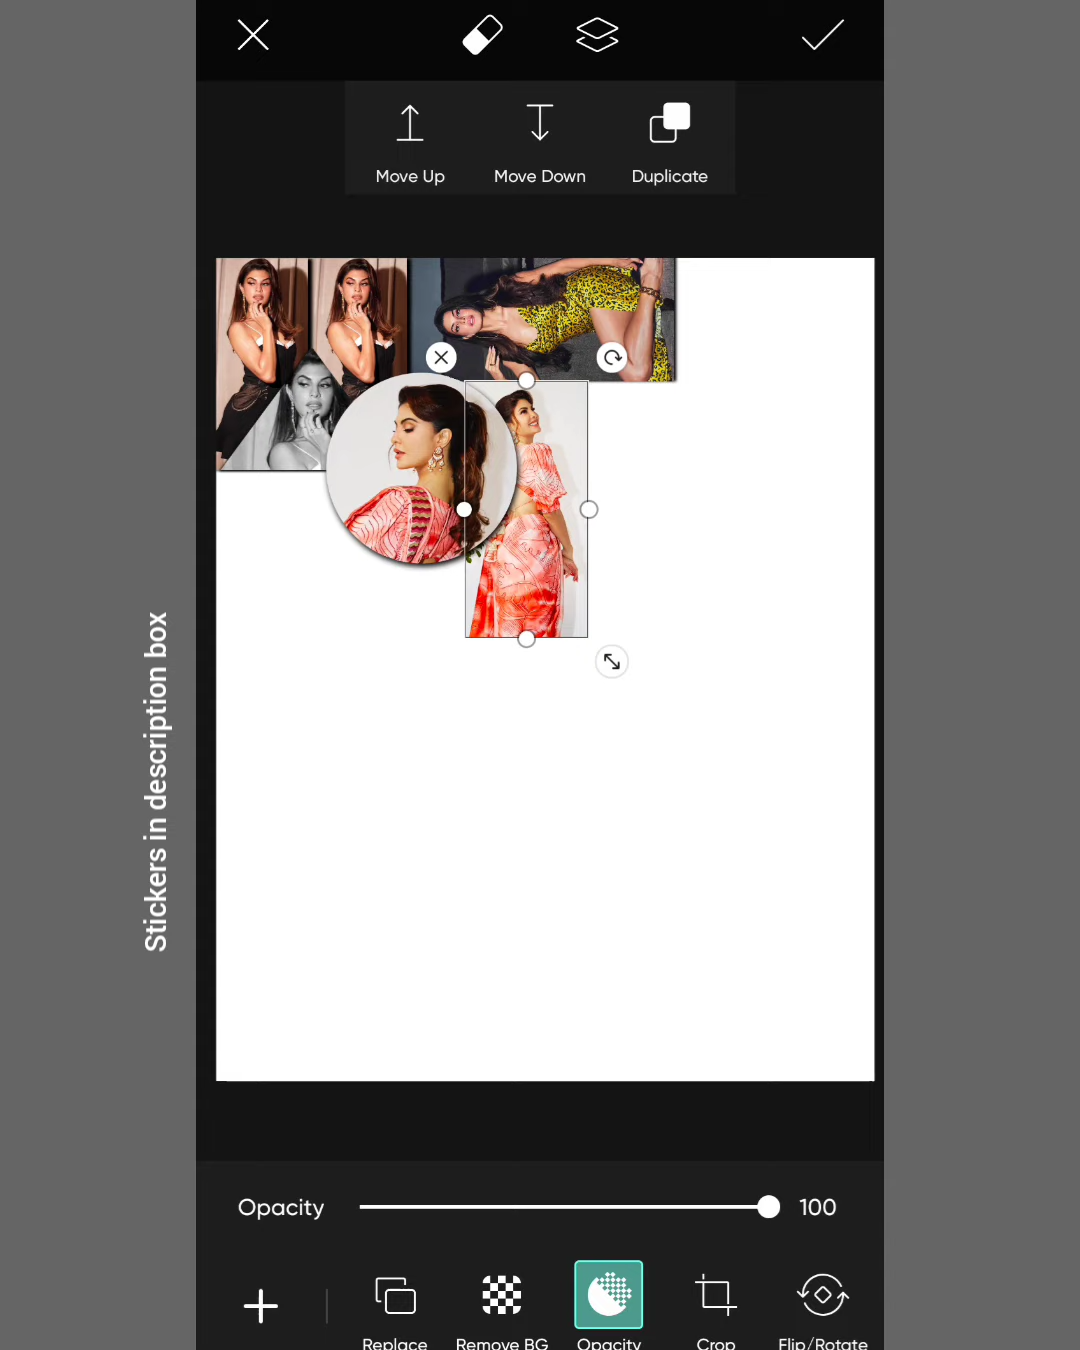 Move Up
Move Down
Duplicate
Stickers in description box
Opacity
100
Replace
Remove BG
Opacity
Crop
Flip/Rotate